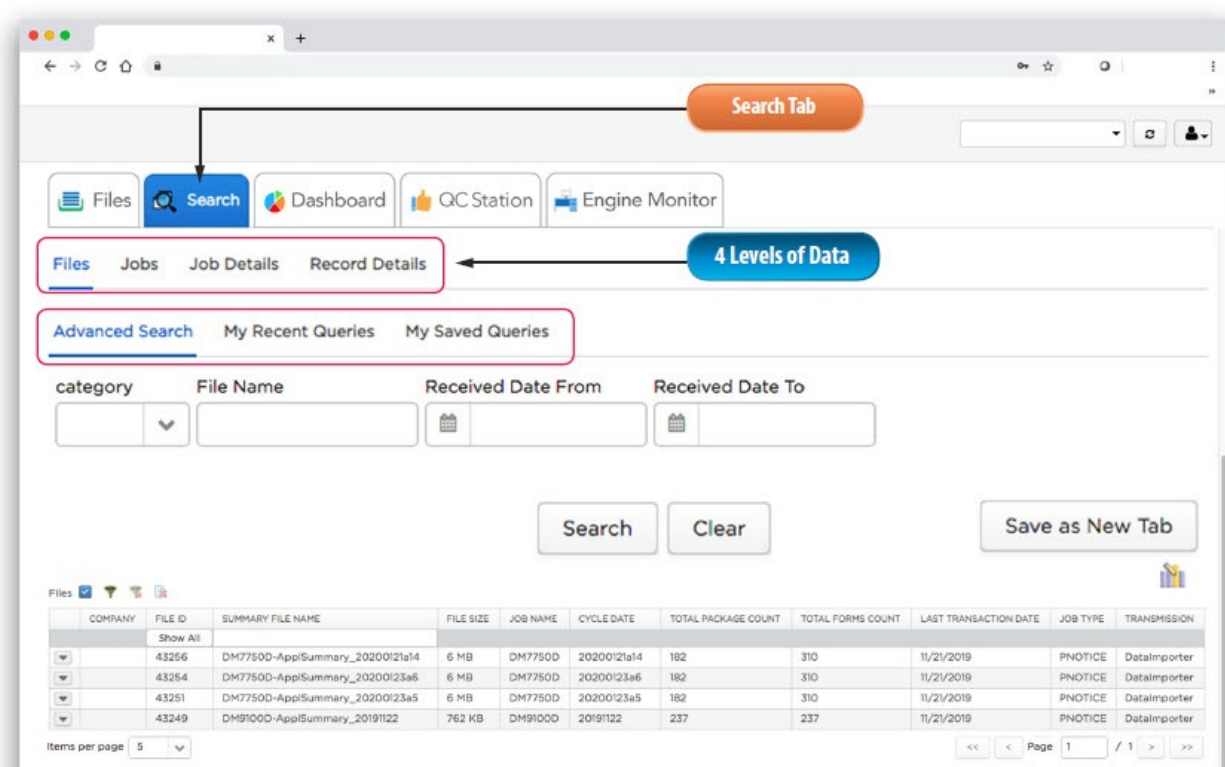 Search Tab
Files Search Dashboard QC Station Engine Monitor
4 Levels of Data
Files Jobs Job Details Record Details
Advanced Search My Recent Queries My Saved Queries
category File Name Received Date From Received Date To
Search Clear Save as New Tab
Files
COMPANY FILE ID SUMMARY FILE NAME FILE SIZE JOB NAME CYCLE DATE TOTAL PACKAGE COUNT TOTAL FORMS COUNT LAST TRANSACTION DATE JOB TYPE TRANSMISSION
Show All
43256 DM7750D-ApplSummary_20200121a14 6 MB DM7750D 20200121a14 182 310 11/21/2019 PNOTICE DataImporter
43254 DM7750D-ApplSummary_20200123a6 6 MB DM7750D 20200123a6 182 310 11/21/2019 PNOTICE DataImporter
43251 DM7750D-ApplSummary_20200123a5 6 MB DM7750D 20200123a5 182 310 11/21/2019 PNOTICE DataImporter
43249 DM9100D-ApplSummary_20191122 762 KB DM9100D 20191122 237 237 11/21/2019 PNOTICE DataImporter
Items per page 5 << < Page 1 / 1 > >>